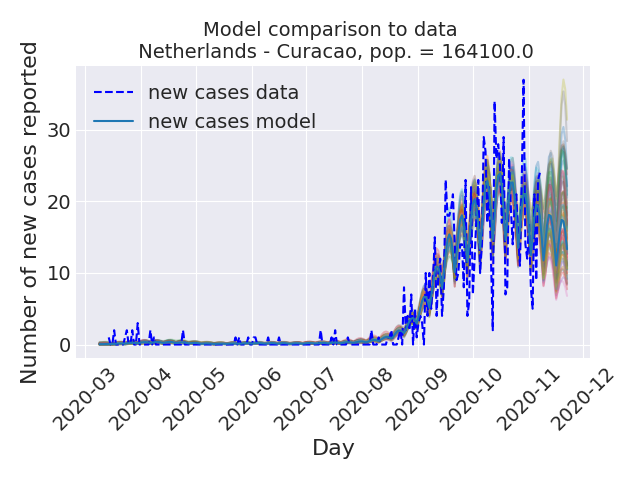 Model comparison to data
Netherlands - Curacao, pop. = 164100.0
Number of new cases reported
new cases data
new cases model
30
20
10
0
2020-03
2020-04
2020-05
2020-06
2020-07
2020-08
2020-09
2020-10
2020-11
2020-12
Day